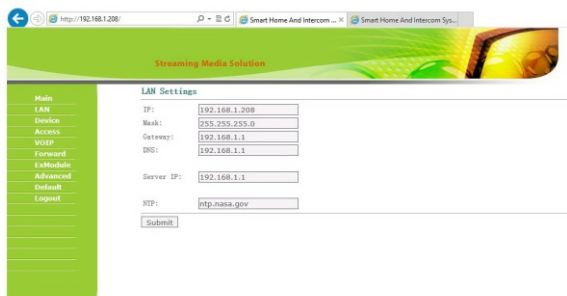 http://192.168.1.208/
Smart Home And Intercom ...
Smart Home And Intercom Sys...
Streaming Media Solution
Main
LAN
Device
Access
VOIP
Forward
ExModule
Advanced
Default
Logout
LAN Settings
IP: 192.168.1.208
Mask: 255.255.255.0
Gateway: 192.168.1.1
DNS: 192.168.1.1
Server IP: 192.168.1.1
NTP: ntp.nasa.gov
Submit